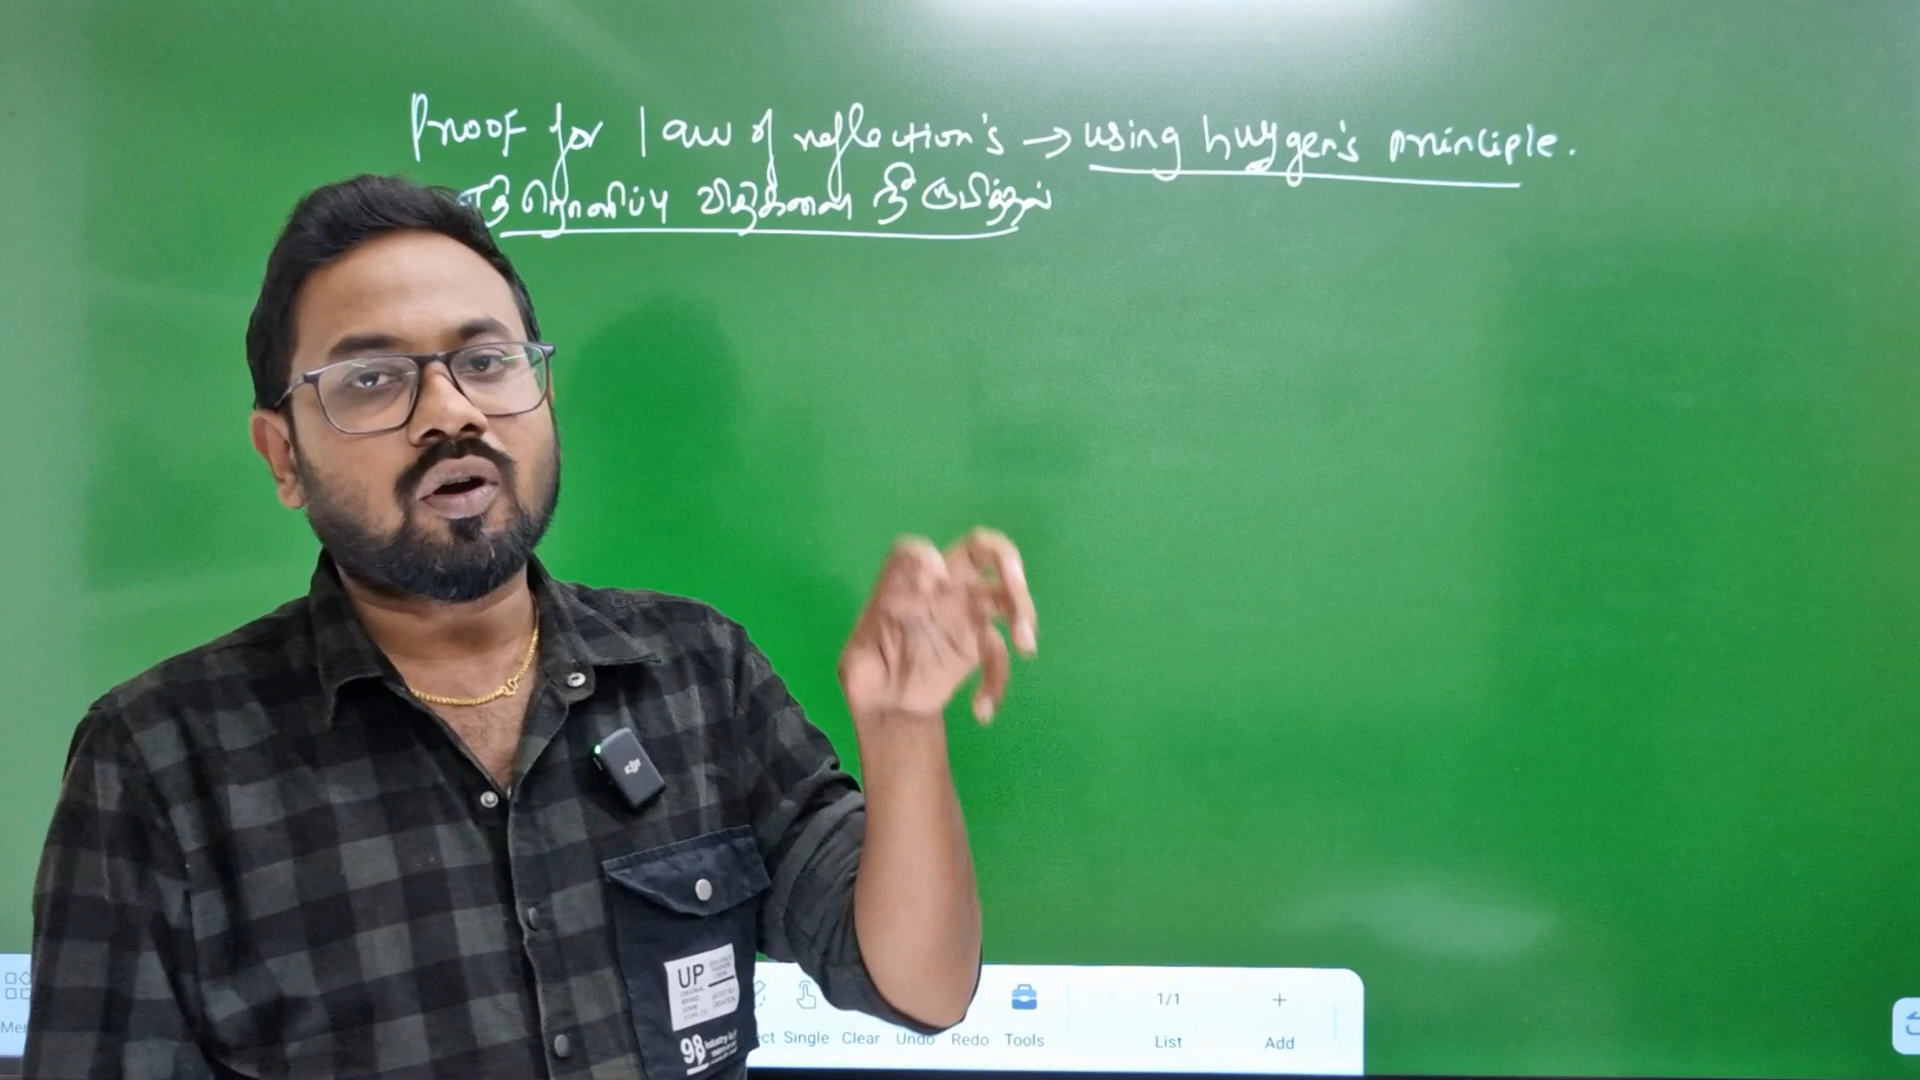 Proof for law of reflection's → using huygen's principle.
எதிரொளிப்பு விதிகளை நீருபித்தல்
UP
98
Single Clear Undo Redo Tools
1/1
List
+
Add